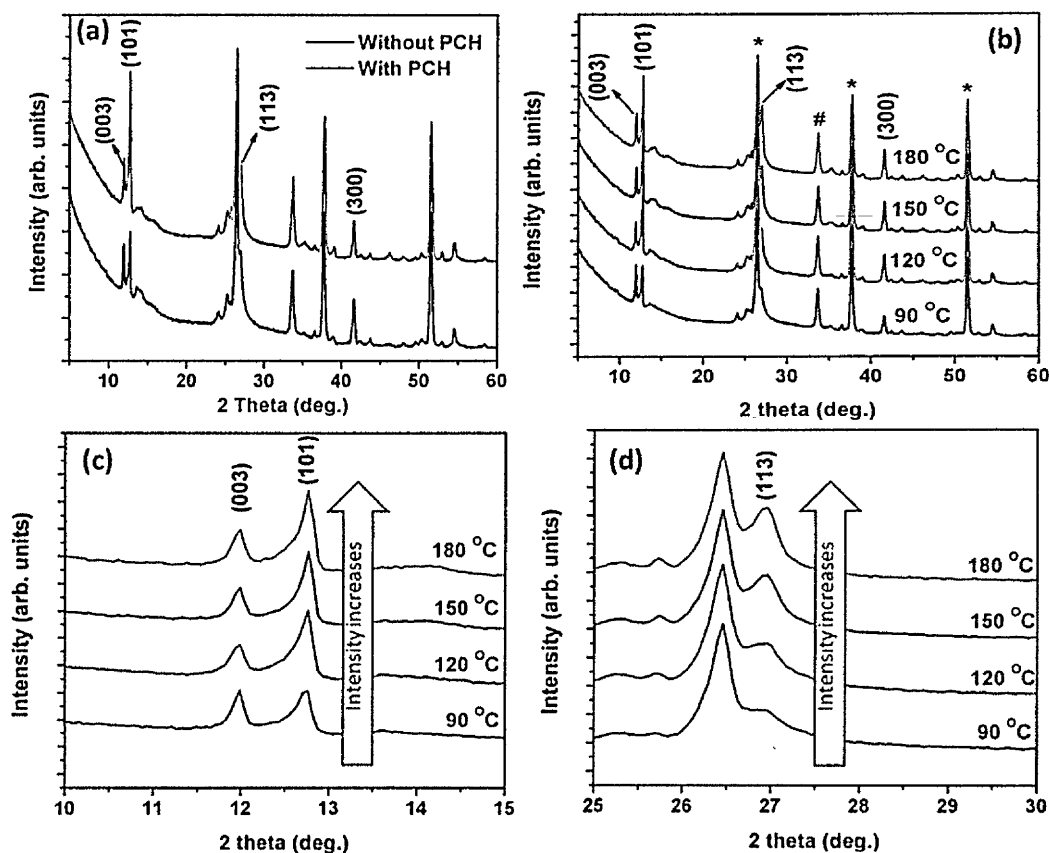 (a)
(003)
(101)
(113)
(300)
Without PCH
With PCH
Intensity (arb. units)
10 20 30 40 50 60
2 Theta (deg.)
(b)
(003)
(101)
*
(113)
#
*
(300)
*
180 °C
150 °C
120 °C
90 °C
Intensity (arb. units)
10 20 30 40 50 60
2 theta (deg.)
(c)
(003)
(101)
Intensity increases
180 °C
150 °C
120 °C
90 °C
Intensity (arb. units)
10 11 12 13 14 15
2 theta (deg.)
(d)
(113)
Intensity increases
180 °C
150 °C
120 °C
90 °C
Intensity (arb. units)
25 26 27 28 29 30
2 theta (deg.)